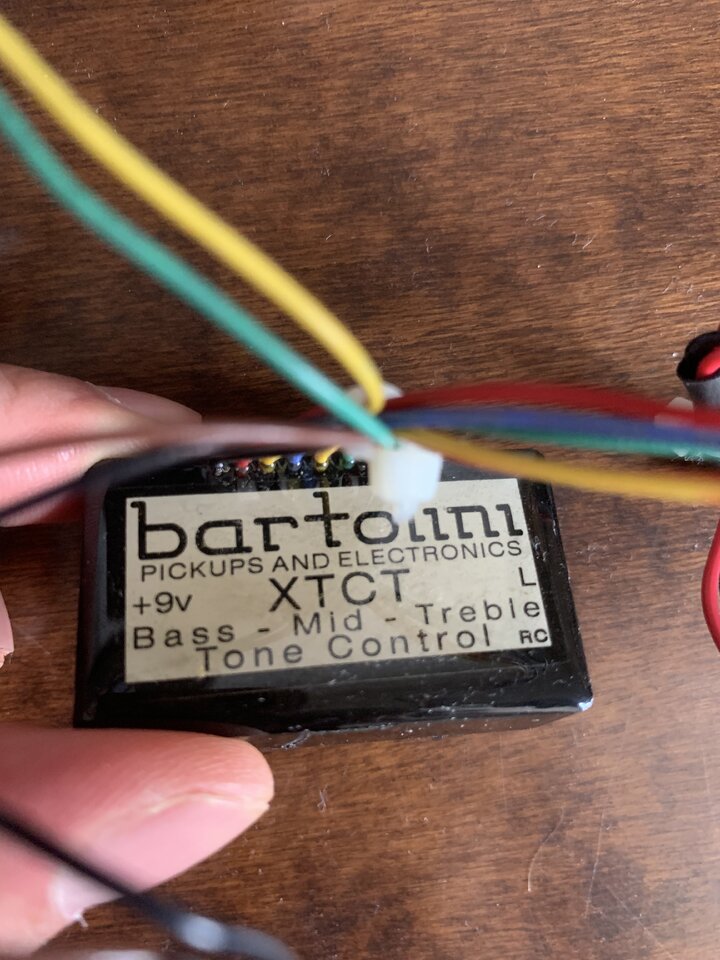 bartolini
PICKUPS AND ELECTRONICS
+9v XTCT L
Bass - Mid - Treble
Tone Control RC